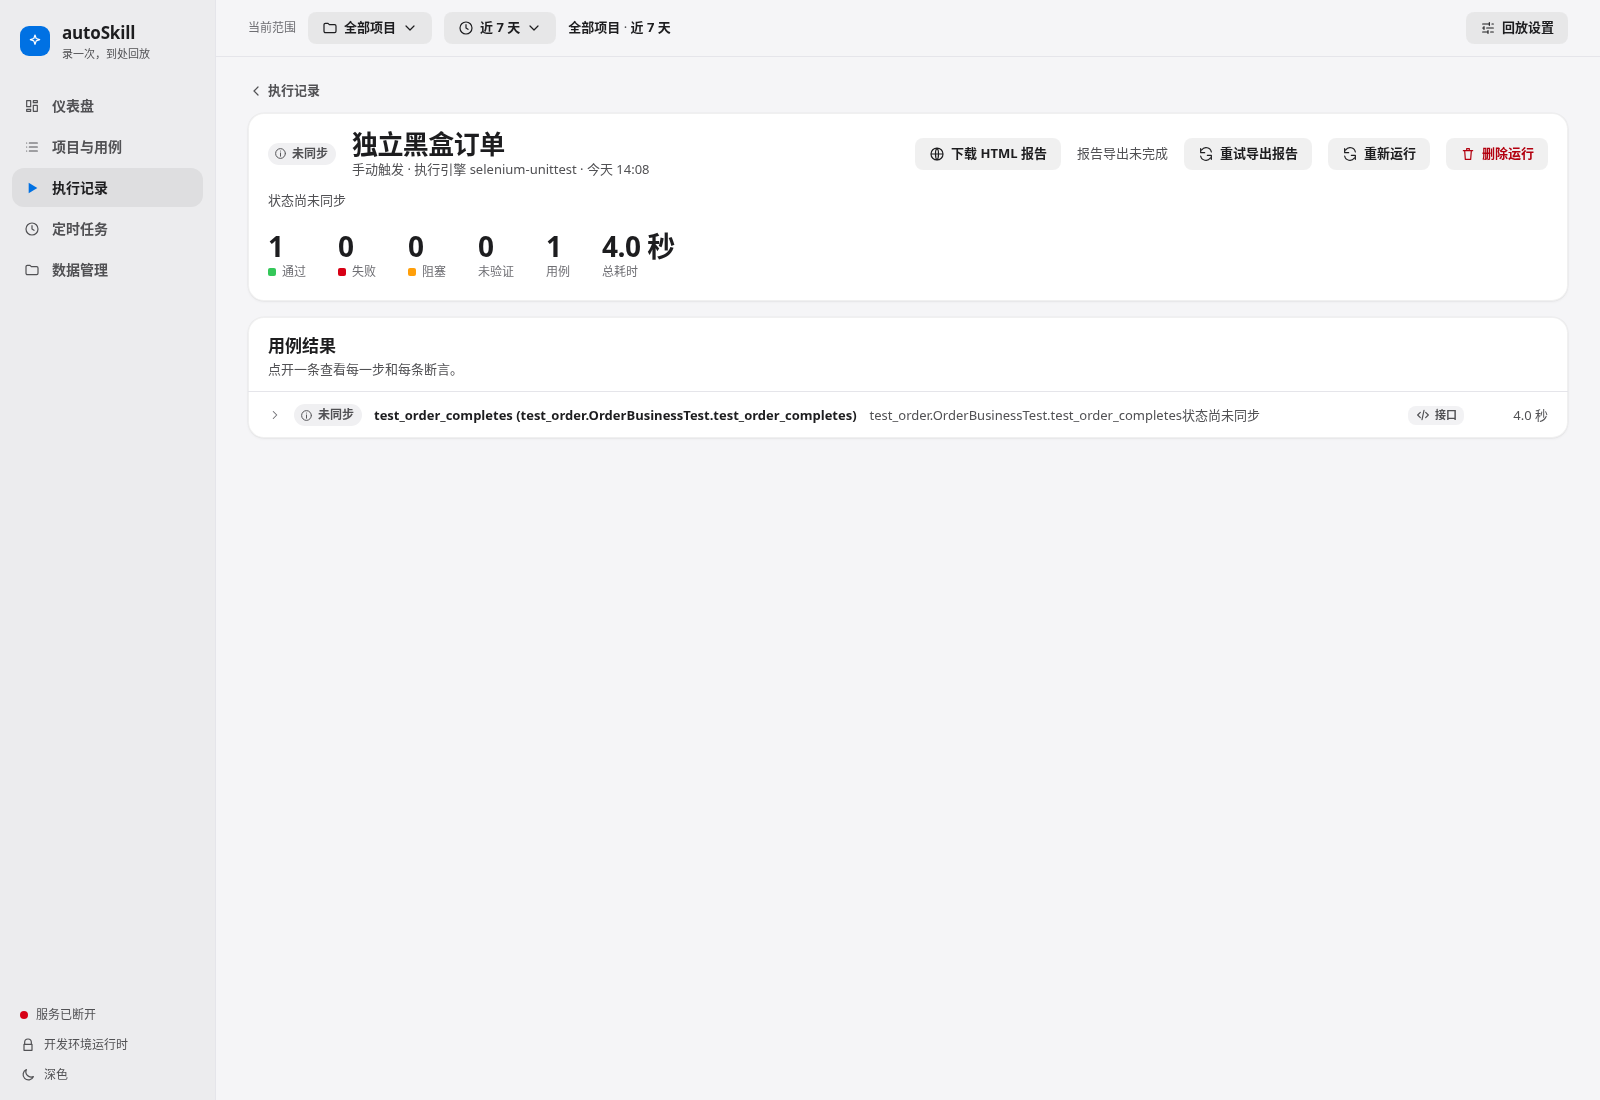 autoSkill
录一次，到处回放
仪表盘
项目与用例
执行记录
定时任务
数据管理
服务已断开
开发环境运行时
深色
当前范围 全部项目 近 7 天 全部项目 · 近 7 天 回放设置
执行记录
未同步 独立黑盒订单
手动触发 · 执行引擎 selenium-unittest · 今天 14:08
下载 HTML 报告 报告导出未完成 重试导出报告 重新运行 删除运行
状态尚未同步
1 0 0 0 1 4.0 秒
通过 失败 阻塞 未验证 用例 总耗时
用例结果
点开一条查看每一步和每条断言。
未同步 test_order_completes (test_order.OrderBusinessTest.test_order_completes) test_order.OrderBusinessTest.test_order_completes状态尚未同步 接口 4.0 秒